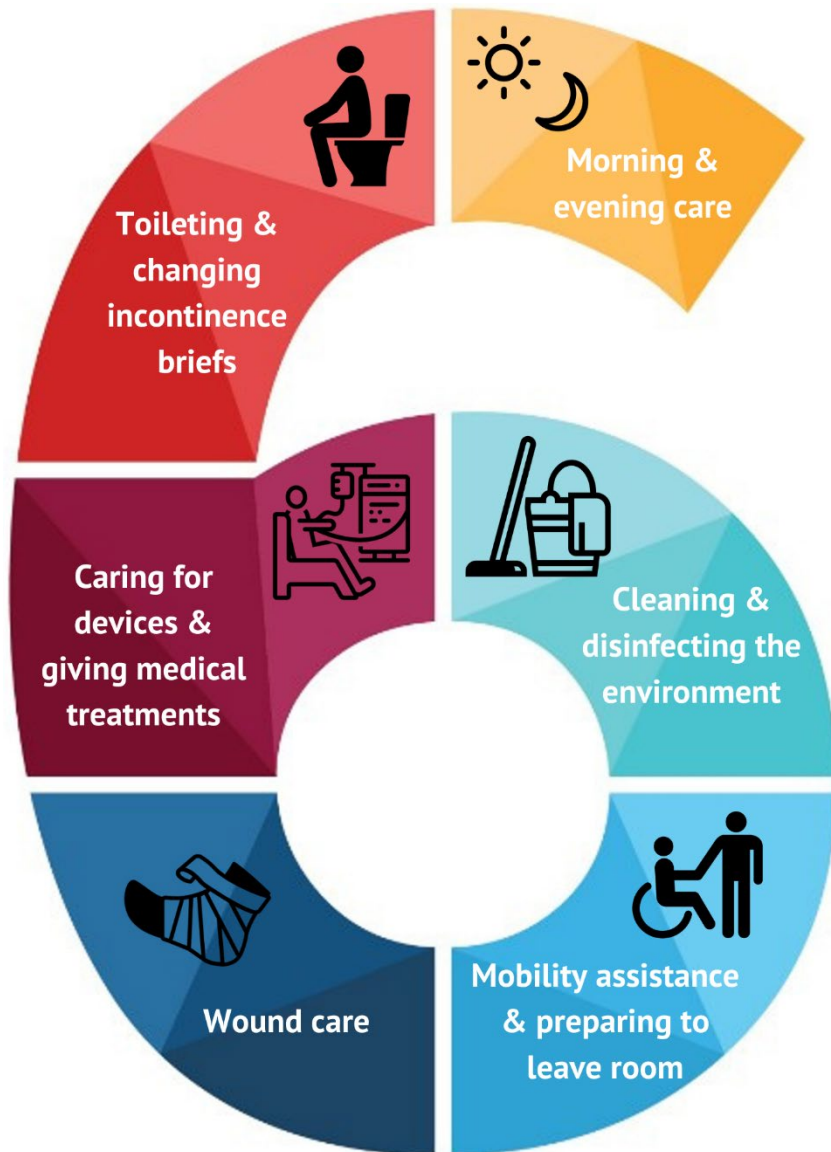 Morning &
evening care
Toileting &
changing
incontinence
briefs
Caring for
devices &
giving medical
treatments
Wound care
Mobility assistance
& preparing to
leave room
Cleaning &
disinfecting the
environment